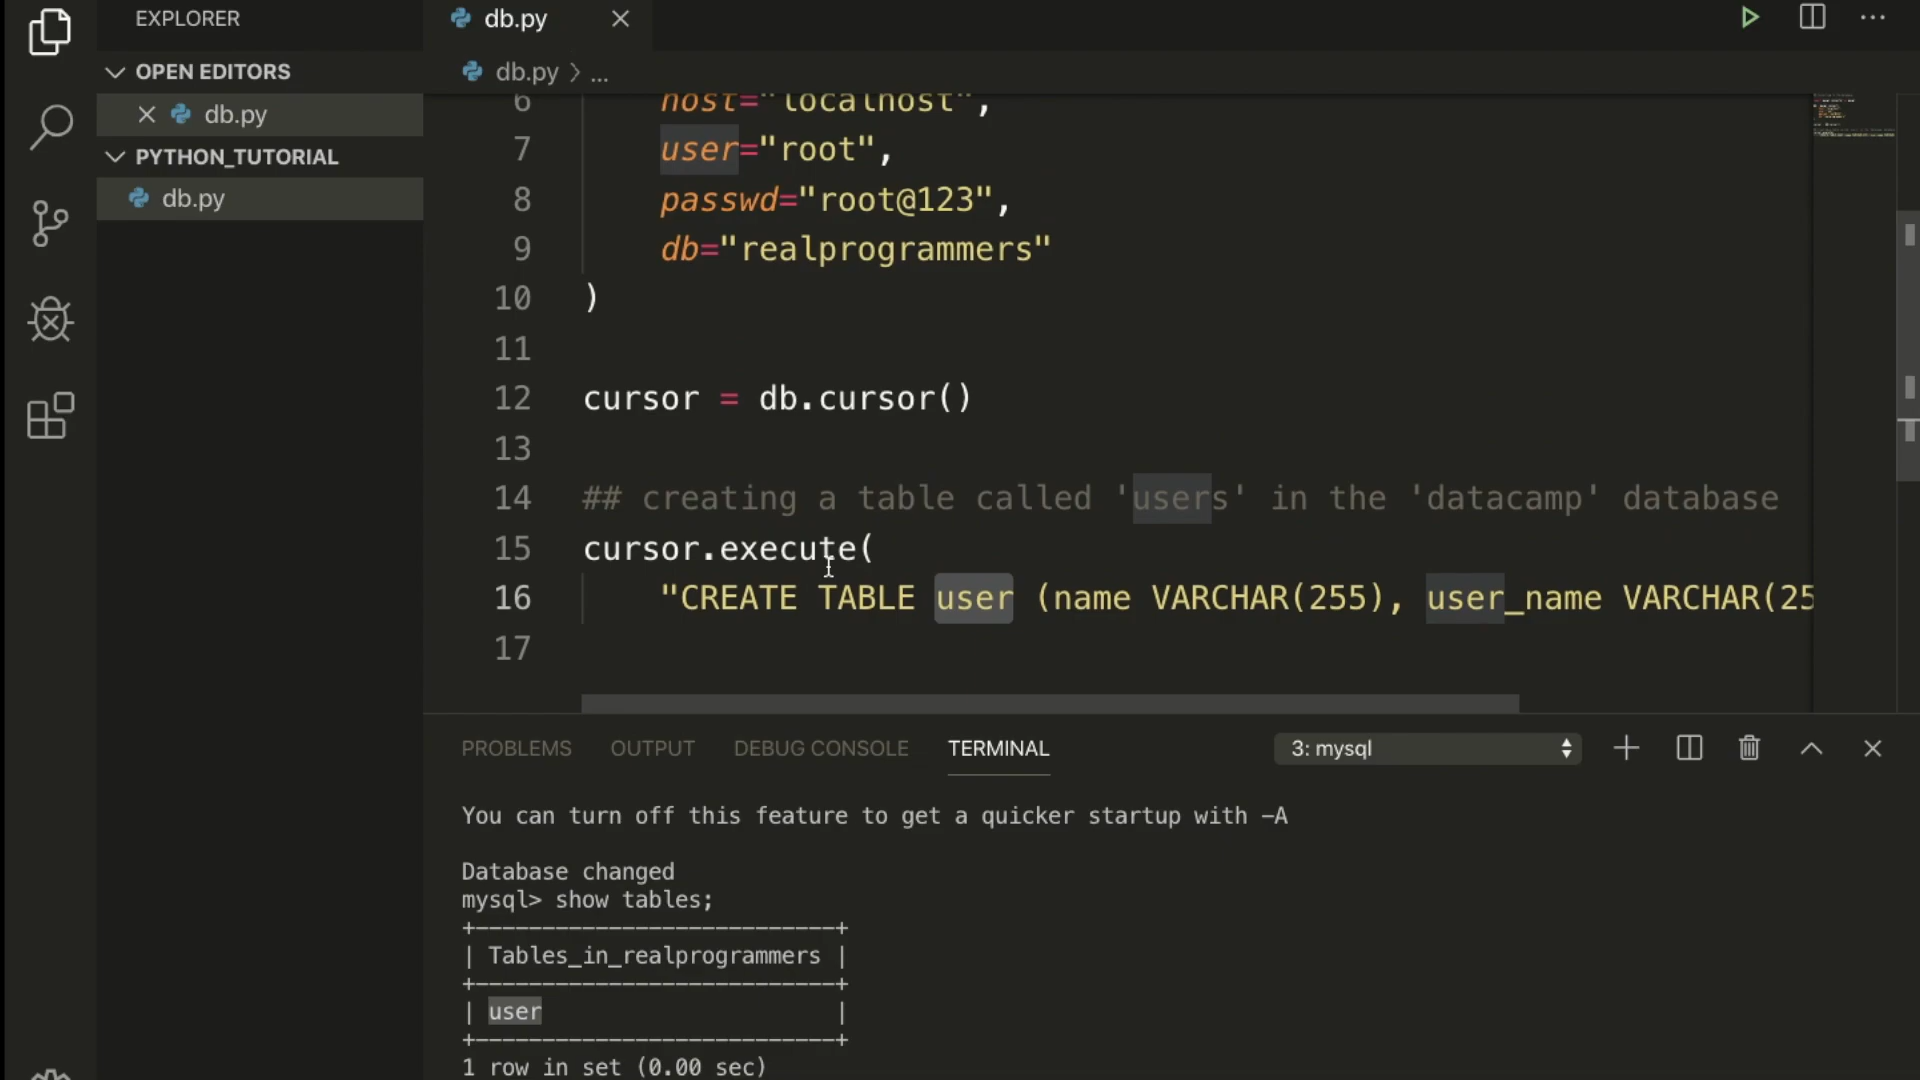 EXPLORER
OPEN EDITORS
db.py
PYTHON_TUTORIAL
db.py
db.py
db.py > ...
6 host="localhost",
7 user="root",
8 passwd="root@123",
9 db="realprogrammers"
10 )
11
12 cursor = db.cursor()
13
14 ## creating a table called 'users' in the 'datacamp' database
15 cursor.execute(
16 "CREATE TABLE user (name VARCHAR(255), user_name VARCHAR(25
17
PROBLEMS OUTPUT DEBUG CONSOLE TERMINAL 3: mysql
You can turn off this feature to get a quicker startup with -A
Database changed
mysql> show tables;
+---------------------------+
| Tables_in_realprogrammers |
+---------------------------+
| user                      |
+---------------------------+
1 row in set (0.00 sec)